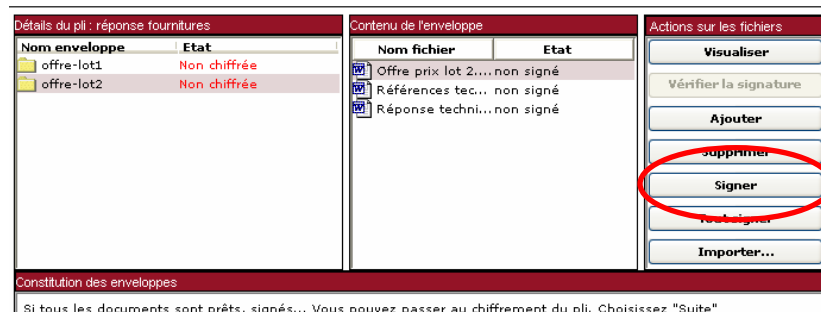 Détails du pli : réponse fournitures
Nom enveloppe Etat
offre-lot1 Non chiffrée
offre-lot2 Non chiffrée
Contenu de l'enveloppe
Nom fichier Etat
Offre prix lot 2.... non signé
Références tec... non signé
Réponse techni... non signé
Actions sur les fichiers
Visualiser
Vérifier la signature
Ajouter
Supprimer
Signer
Tout signer
Importer...
Constitution des enveloppes
Si tous les documents sont prêts, signés... Vous pouvez passer au chiffrement du pli. Choisissez "Suite"